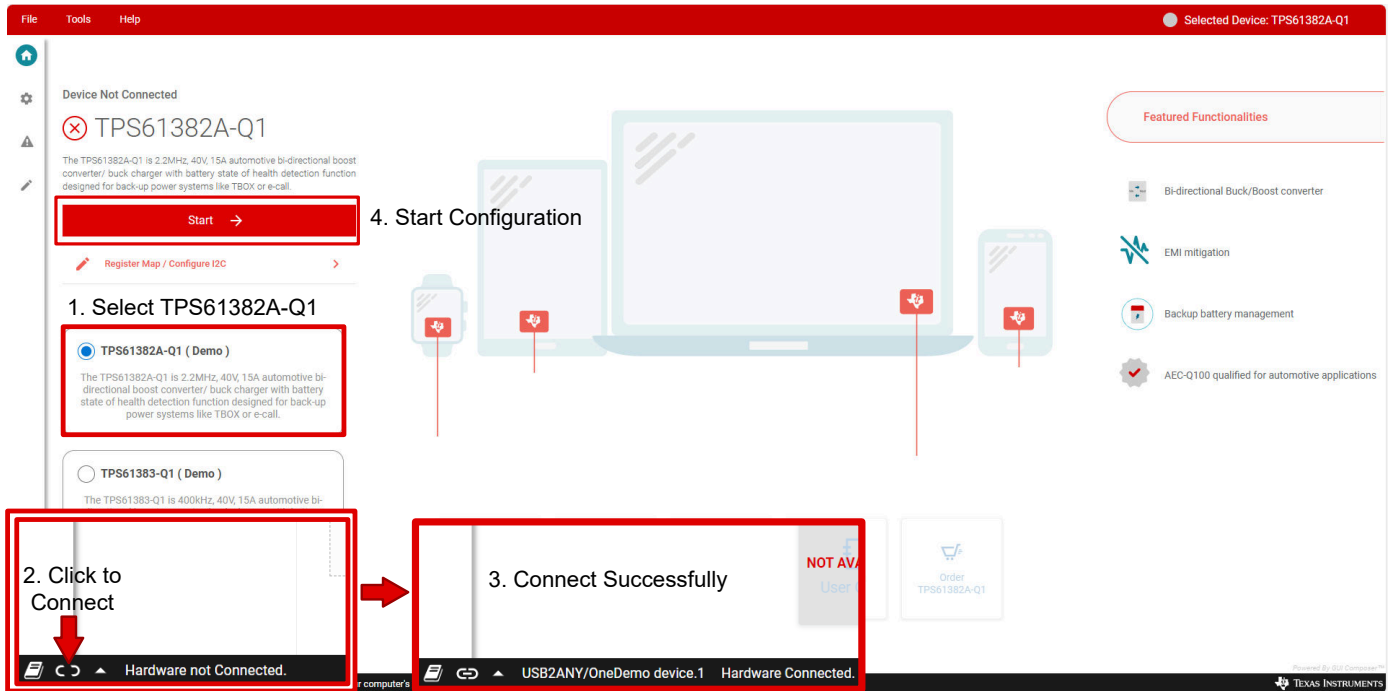 File Tools Help
Selected Device: TPS61382A-Q1
Device Not Connected
TPS61382A-Q1
The TPS61382A-Q1 is 2.2MHz, 40V, 15A automotive bi-directional boost
converter/ buck charger with battery state of health detection function
designed for back-up power systems like TBOX or e-call.
Start
4. Start Configuration
Register Map / Configure I2C
1. Select TPS61382A-Q1
TPS61382A-Q1 ( Demo )
The TPS61382A-Q1 is 2.2MHz, 40V, 15A automotive bi-
directional boost converter/ buck charger with battery
state of health detection function designed for back-up
power systems like TBOX or e-call.
TPS61383-Q1 ( Demo )
The TPS61383-Q1 is 400kHz, 40V, 15A automotive bi-
Featured Functionalities
Bi-directional Buck/Boost converter
EMI mitigation
Backup battery management
AEC-Q100 qualified for automotive applications
2. Click to
Connect
Hardware not Connected.
3. Connect Successfully
NOT AV
User
USB2ANY/OneDemo device.1 Hardware Connected.
Order
TPS61382A-Q1
r computer's
Powered By GUI Composer™
TEXAS INSTRUMENTS